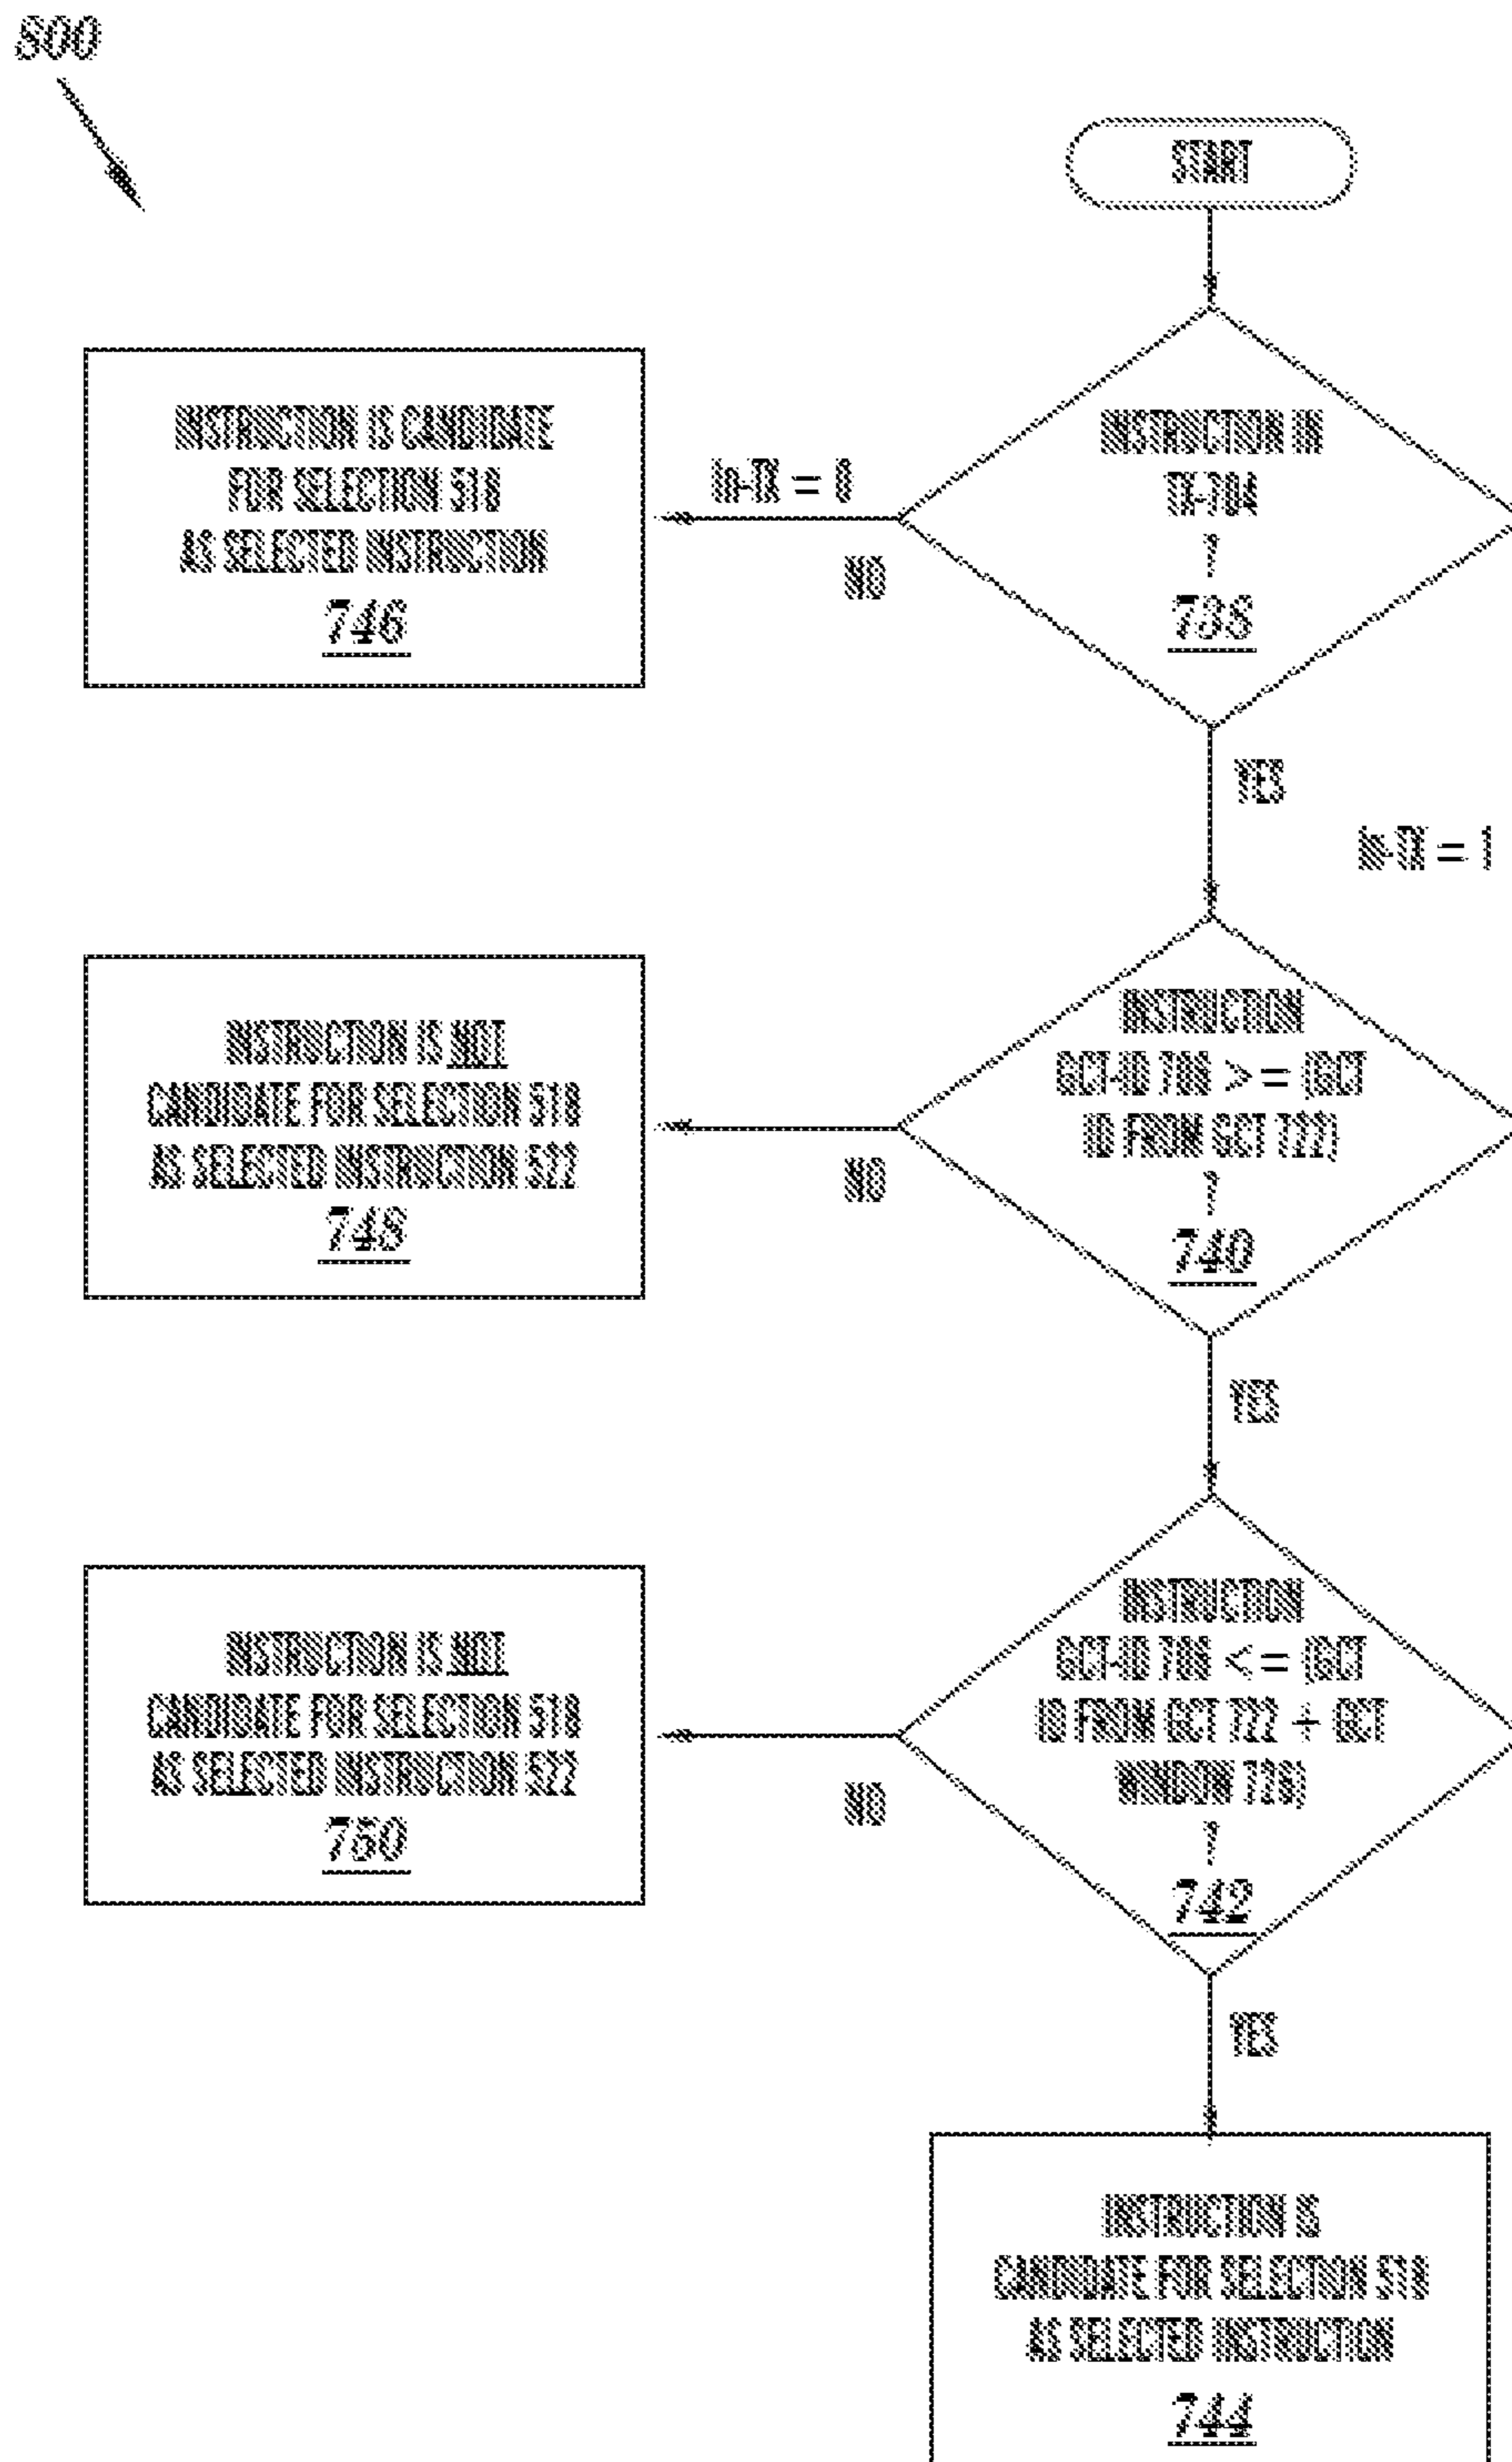 800
START
INSTRUCTION IN
TX-704
?
738
In-TX = 0
NO
INSTRUCTION IS CANDIDATE
FOR SELECTION 518
AS SELECTED INSTRUCTION
746
YES
In-TX = 1
INSTRUCTION
GCT-ID 708 > = (GCT
ID FROM GCT 722)
?
740
NO
INSTRUCTION IS NOT
CANDIDATE FOR SELECTION 518
AS SELECTED INSTRUCTION 522
748
YES
INSTRUCTION
GCT-ID 708 < = (GCT
ID FROM GCT 722 + GCT
WINDOW 726)
?
742
NO
INSTRUCTION IS NOT
CANDIDATE FOR SELECTION 518
AS SELECTED INSTRUCTION 522
750
YES
INSTRUCTION IS
CANDIDATE FOR SELECTION 518
AS SELECTED INSTRUCTION
744